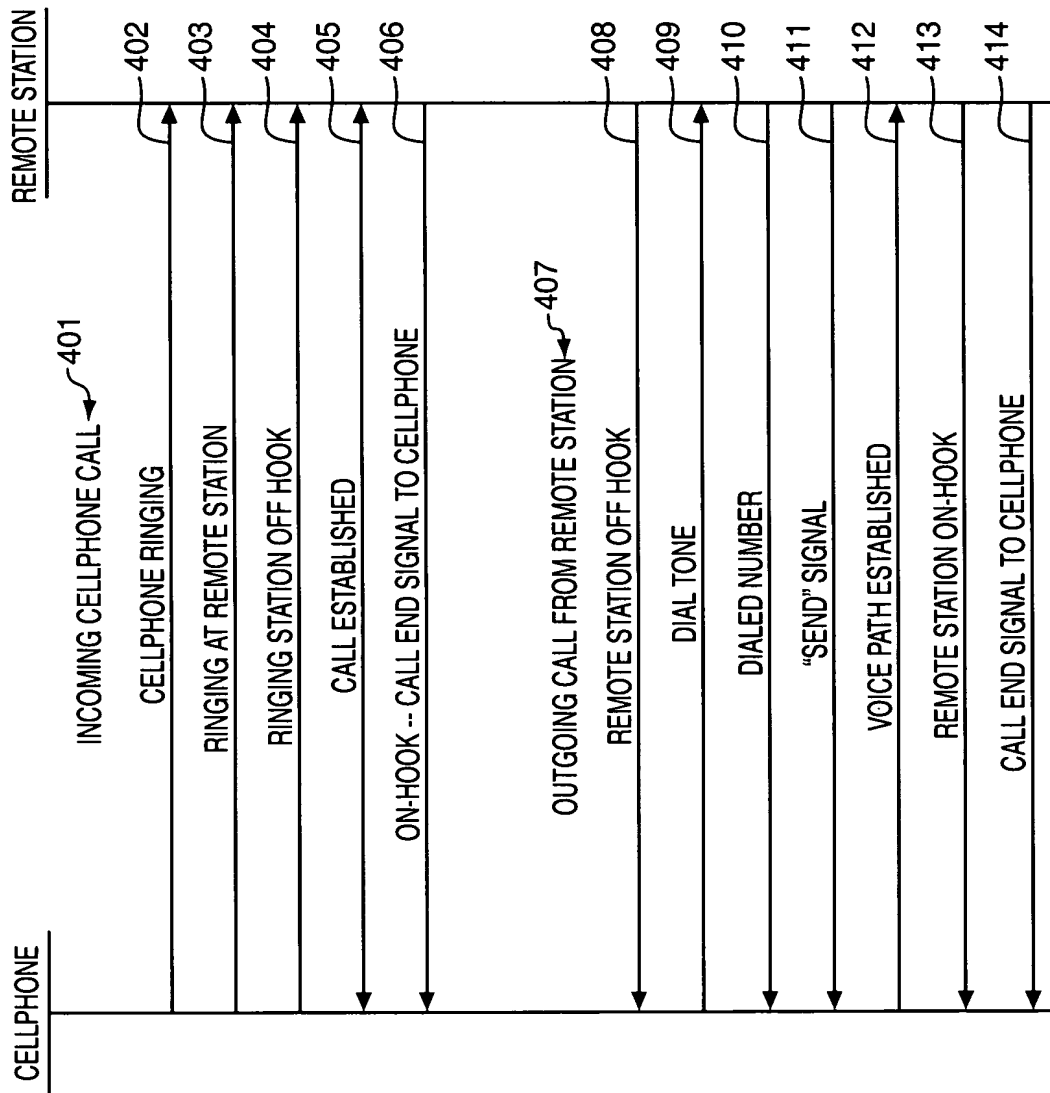 CELLPHONE
REMOTE STATION
INCOMING CELLPHONE CALL 401
CELLPHONE RINGING 402
RINGING AT REMOTE STATION 403
RINGING STATION OFF HOOK 404
CALL ESTABLISHED 405
ON-HOOK -- CALL END SIGNAL TO CELLPHONE 406
OUTGOING CALL FROM REMOTE STATION 407
REMOTE STATION OFF HOOK 408
DIAL TONE 409
DIALED NUMBER 410
"SEND" SIGNAL 411
VOICE PATH ESTABLISHED 412
REMOTE STATION ON-HOOK 413
CALL END SIGNAL TO CELLPHONE 414